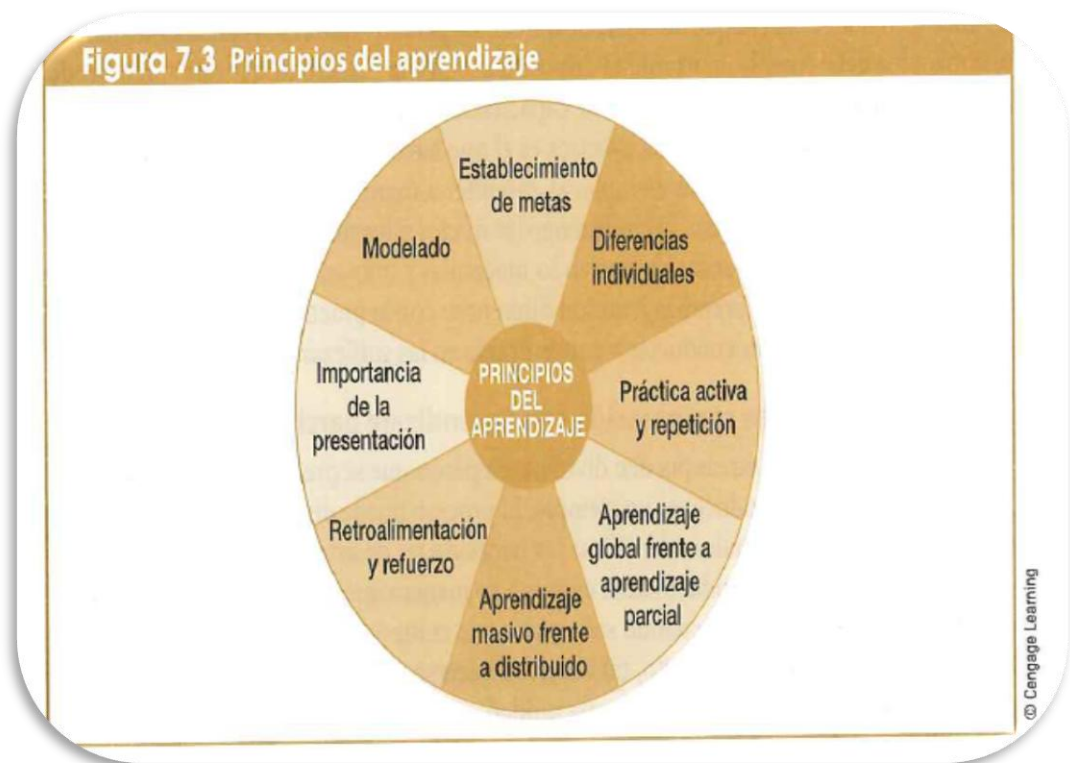 Figura 7.3 Principios del aprendizaje
Establecimiento
de metas
Diferencias
individuales
Práctica activa
y repetición
Aprendizaje
global frente a
aprendizaje
parcial
Aprendizaje
masivo frente
a distribuido
Retroalimentación
y refuerzo
Importancia
de la
presentación
Modelado
PRINCIPIOS
DEL
APRENDIZAJE
© Cengage Learning